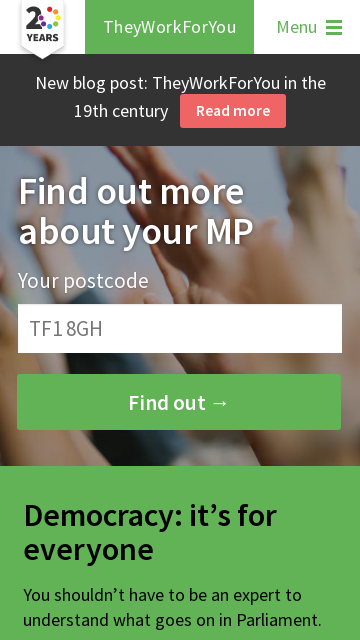 20
YEARS
TheyWorkForYou
Menu
New blog post: TheyWorkForYou in the
19th century
Read more
Find out more
about your MP
Your postcode
TF1 8GH
Find out →
Democracy: it’s for
everyone
You shouldn’t have to be an expert to
understand what goes on in Parliament.